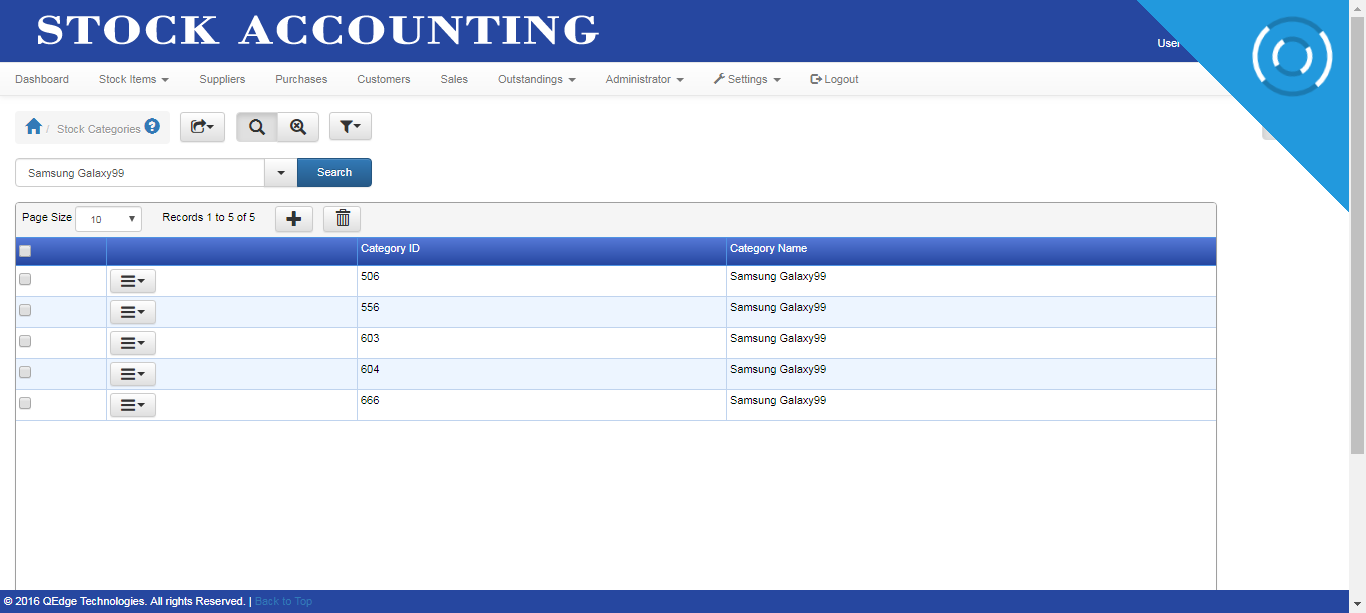 STOCK ACCOUNTING
User
Dashboard Stock Items Suppliers Purchases Customers Sales Outstandings Administrator Settings Logout
/ Stock Categories ?
Samsung Galaxy99 Search
Page Size 10 Records 1 to 5 of 5
Category ID Category Name
506 Samsung Galaxy99
556 Samsung Galaxy99
603 Samsung Galaxy99
604 Samsung Galaxy99
666 Samsung Galaxy99
© 2016 QEdge Technologies. All rights Reserved. | Back to Top